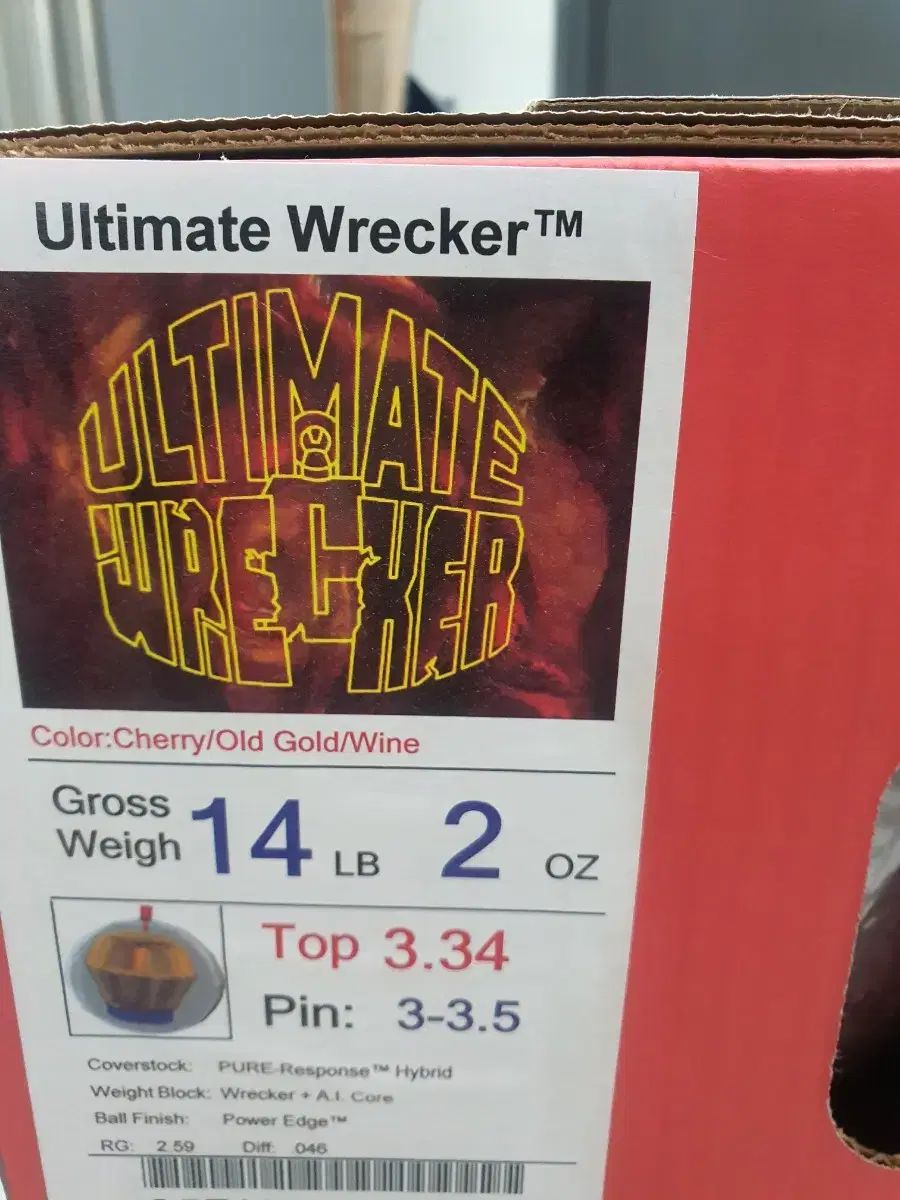 Ultimate Wrecker™
ULTIMATE
WRECKER
Color:Cherry/Old Gold/Wine
Gross
Weigh 14 LB 2 OZ
Top 3.34
Pin: 3-3.5
Coverstock: PURE-Response™ Hybrid
Weight Block: Wrecker + A.I. Core
Ball Finish: Power Edge™
RG: 2.59 Diff: .046